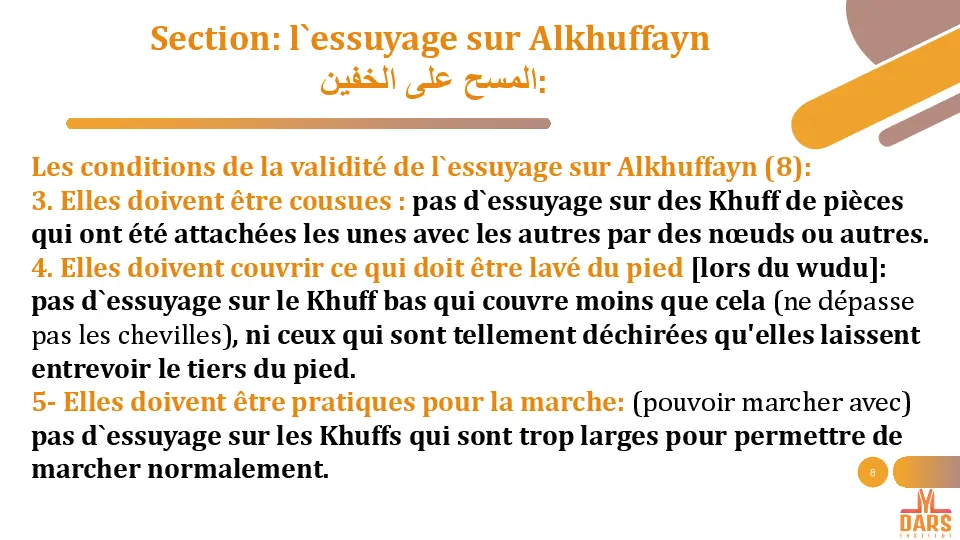 Section: l`essuyage sur Alkhuffayn
المسح على الخفين:
Les conditions de la validité de l`essuyage sur Alkhuffayn (8):
3. Elles doivent être cousues : pas d`essuyage sur des Khuff de pièces
qui ont été attachées les unes avec les autres par des nœuds ou autres.
4. Elles doivent couvrir ce qui doit être lavé du pied [lors du wudu]:
pas d`essuyage sur le Khuff bas qui couvre moins que cela (ne dépasse
pas les chevilles), ni ceux qui sont tellement déchirées qu'elles laissent
entrevoir le tiers du pied.
5- Elles doivent être pratiques pour la marche: (pouvoir marcher avec)
pas d`essuyage sur les Khuffs qui sont trop larges pour permettre de
marcher normalement.
8
DARS
INSTITUT